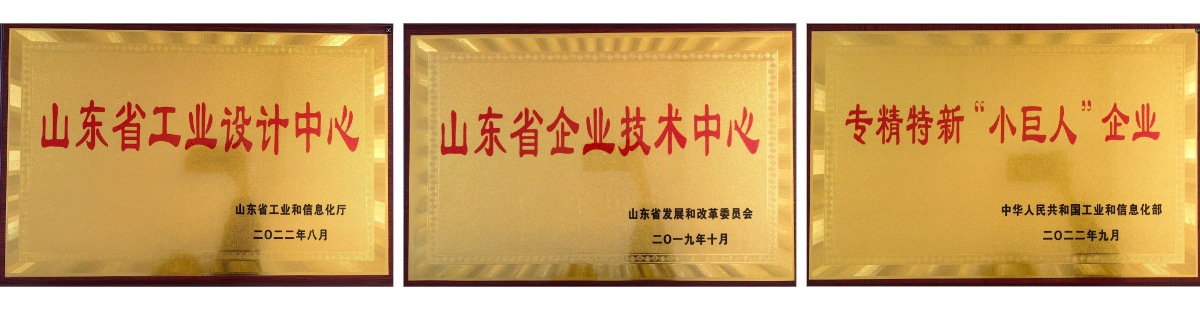 山东省工业设计中心
山东省工业和信息化厅
二〇二二年八月
山东省企业技术中心
山东省发展和改革委员会
二〇一九年十月
专精特新“小巨人”企业
中华人民共和国工业和信息化部
二〇二二年九月